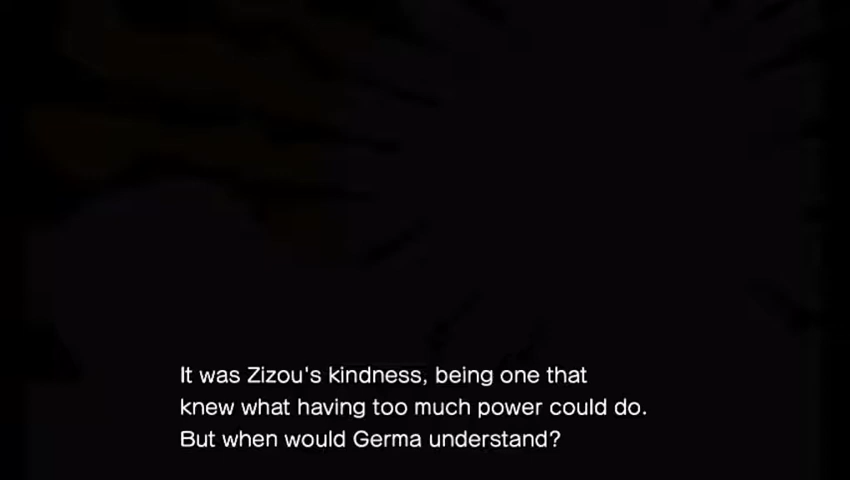 It was Zizou's kindness, being one that
knew what having too much power could do.
But when would Germa understand?